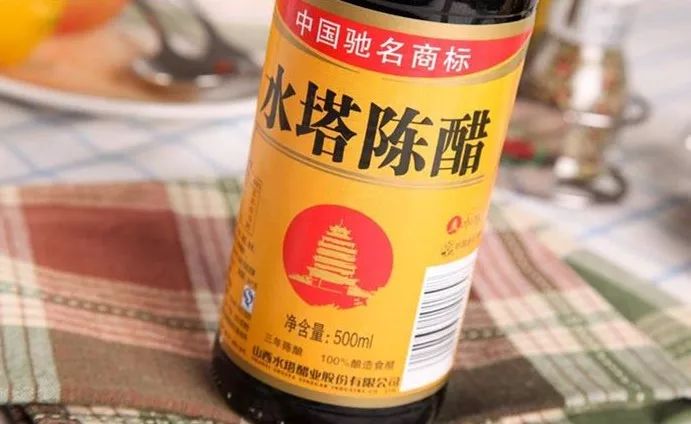 中国驰名商标
水塔陈醋
净含量:500ml
三年陈酿 100%酿造食醋
山西水塔醋业股份有限公司